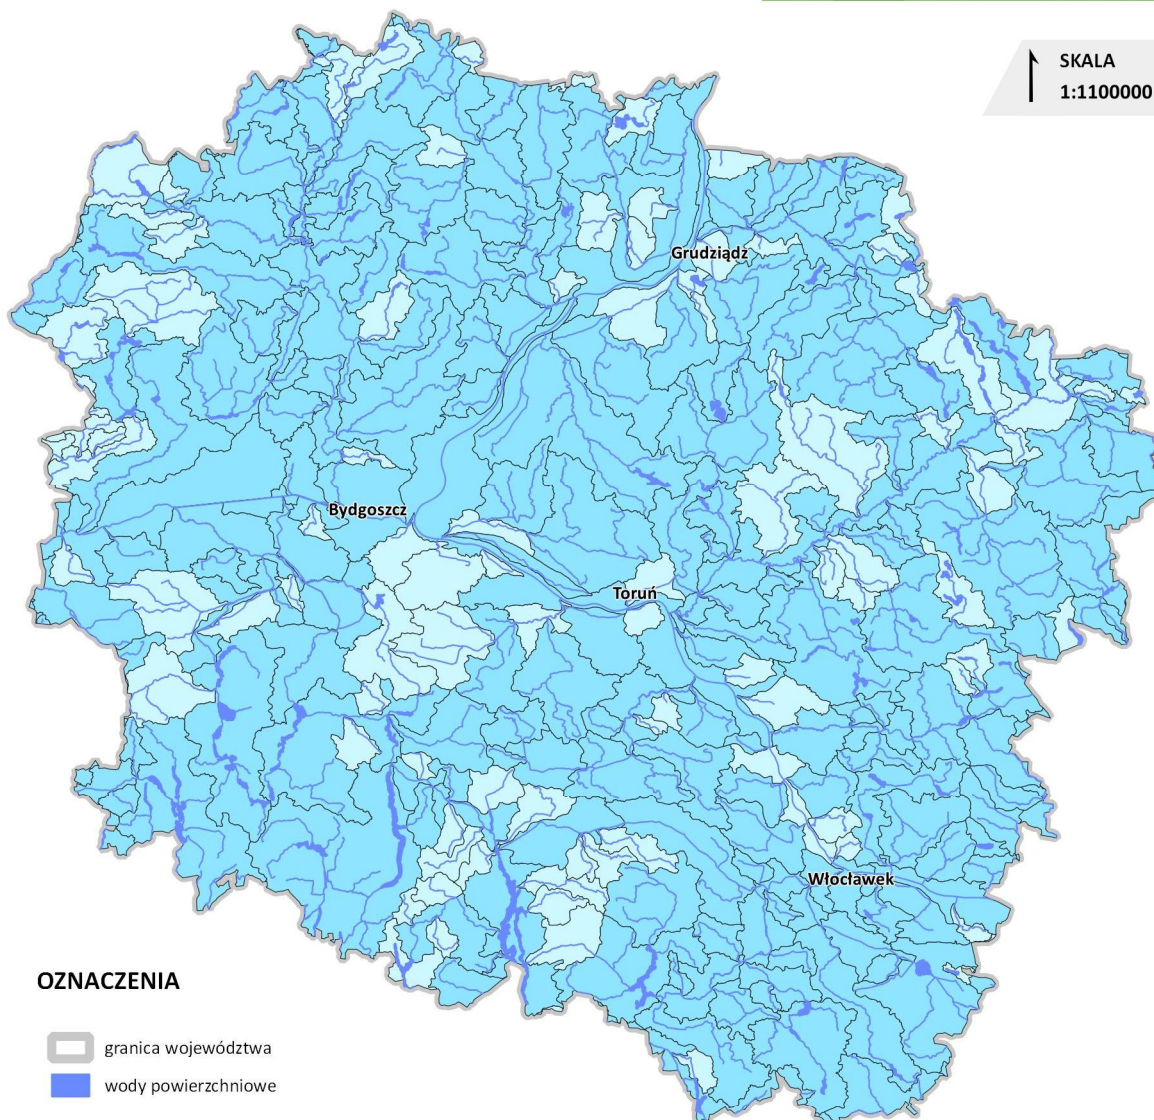 SKALA
1:1100000
Grudziądz
Bydgoszcz
Toruń
Włocławek
OZNACZENIA
granica województwa
wody powierzchniowe